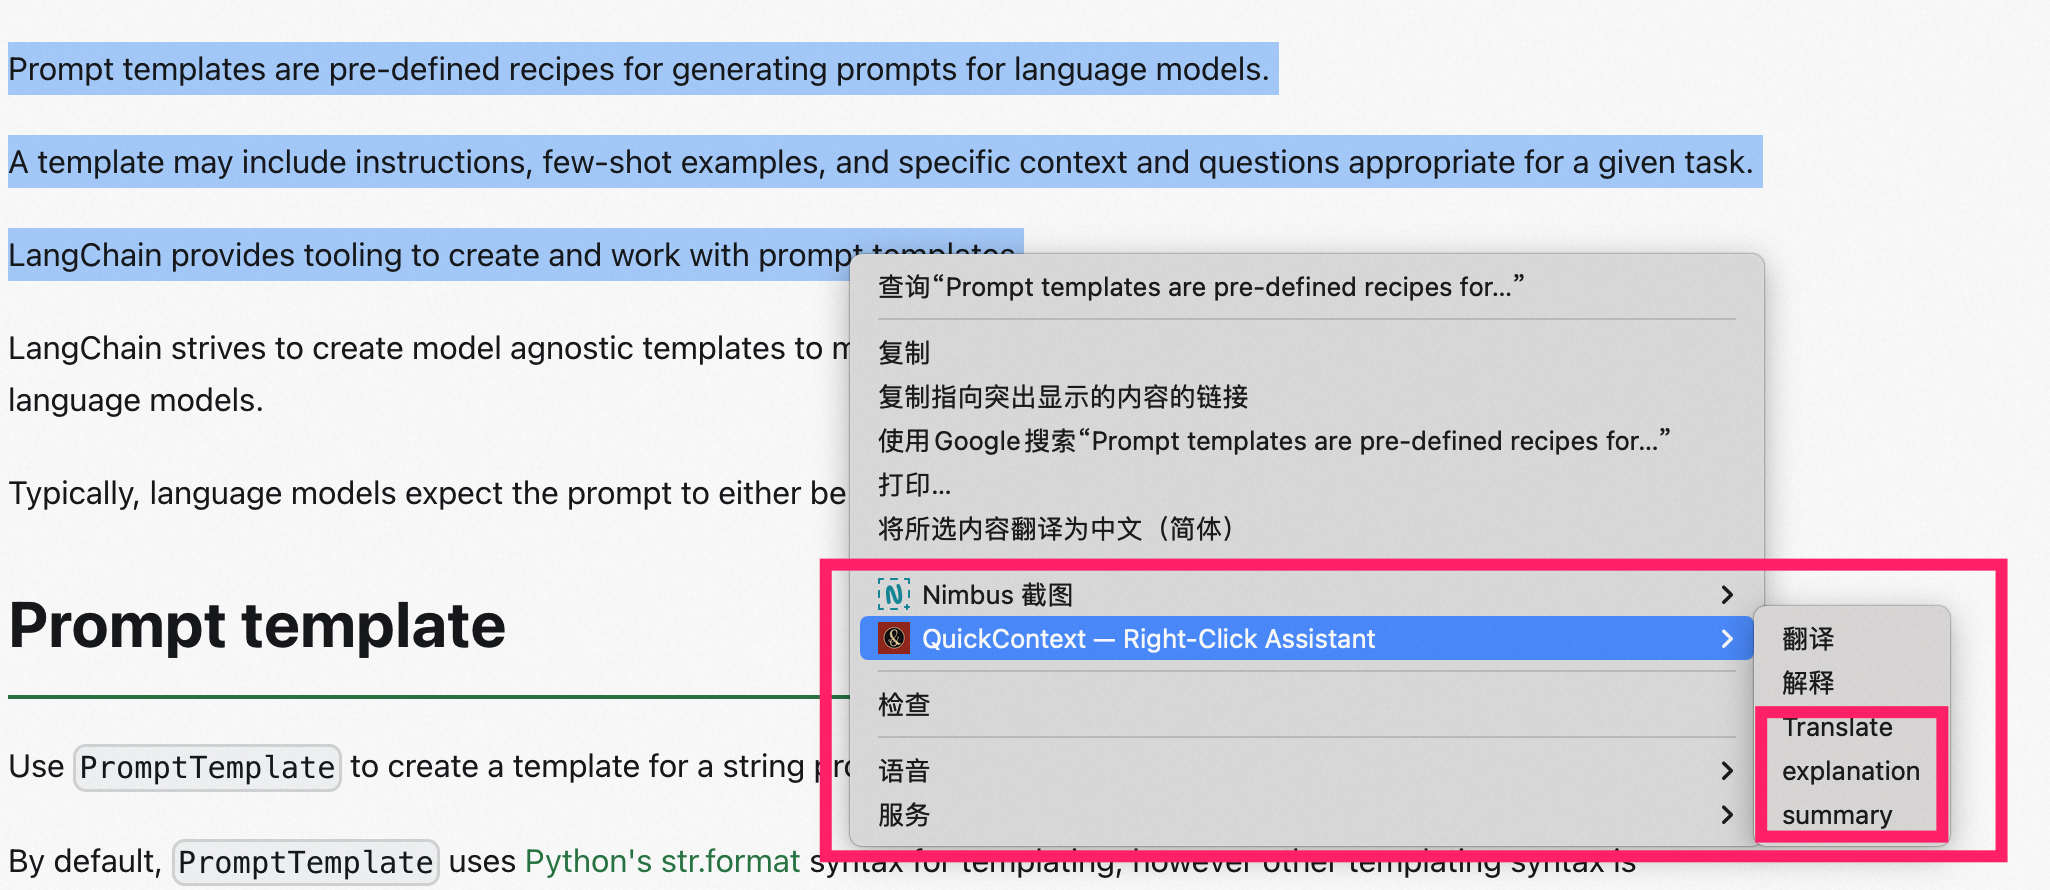 Prompt templates are pre-defined recipes for generating prompts for language models.
A template may include instructions, few-shot examples, and specific context and questions appropriate for a given task.
LangChain provides tooling to create and work with prompt templates.
LangChain strives to create model agnostic templates to
language models.
Typically, language models expect the prompt to either be
Prompt template
Use PromptTemplate to create a template for a string
By default, PromptTemplate uses Python's str.format syntax for templating; however other templating syntax is
查询“Prompt templates are pre-defined recipes for...”
复制
复制指向突出显示的内容的链接
使用Google搜索“Prompt templates are pre-defined recipes for...”
打印...
将所选内容翻译为中文（简体）
Nimbus 截图
QuickContext — Right-Click Assistant
检查
语音
服务
翻译
解释
Translate
explanation
summary